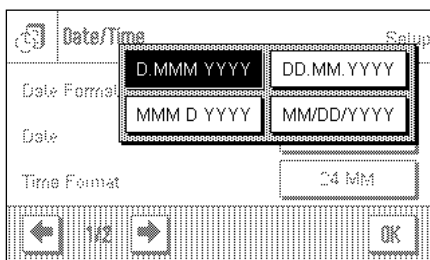 Date/Time Setup
D.MMM YYYY DD.MM.YYYY
Date Format
MMM D YYYY MM/DD/YYYY
Date
Time Format 24 MM
1/2 OK